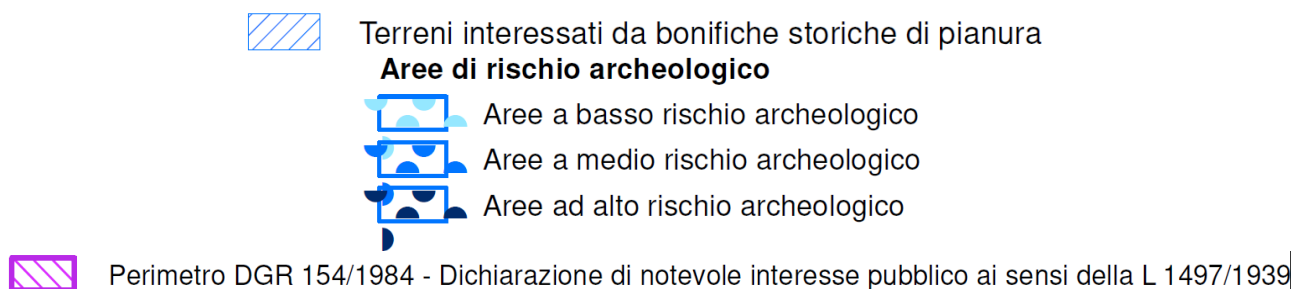 Terreni interessati da bonifiche storiche di pianura
Aree di rischio archeologico
Aree a basso rischio archeologico
Aree a medio rischio archeologico
Aree ad alto rischio archeologico
Perimetro DGR 154/1984 - Dichiarazione di notevole interesse pubblico ai sensi della L 1497/1939